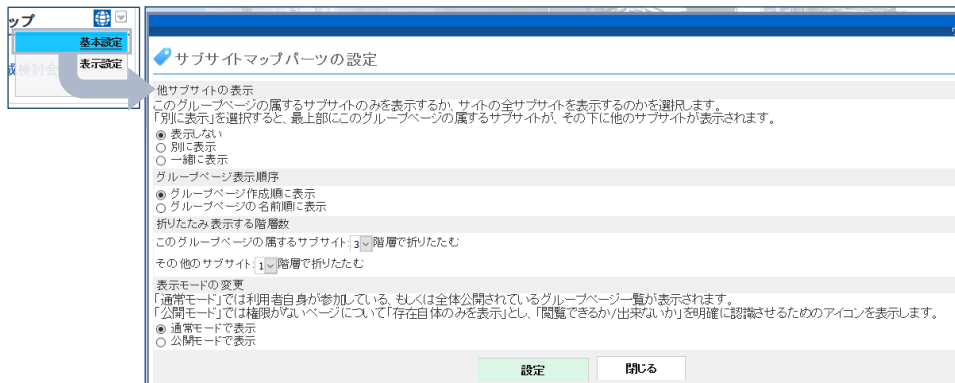 ップ
基本設定
表示設定
サブサイトマップパーツの設定
他サブサイトの表示
このグループページの属するサブサイトのみを表示するか、サイトの全サブサイトを表示するのかを選択します。
「別に表示」を選択すると、最上部にこのグループページの属するサブサイトが、その下に他のサブサイトが表示されます。
表示しない
別に表示
一緒に表示
グループページ表示順序
グループページ作成順に表示
グループページの名前順に表示
折りたたみ表示する階層数
このグループページの属するサブサイト: 3 階層で折りたたむ
その他のサブサイト: 1 階層で折りたたむ
表示モードの変更
「通常モード」では利用者自身が参加している、もしくは全体公開されているグループページ一覧が表示されます。
「公開モード」では権限がないページについて「存在自体のみを表示」とし、「閲覧できるか/出来ないか」を明確に認識させるためのアイコンを表示します。
通常モードで表示
公開モードで表示
設定 閉じる